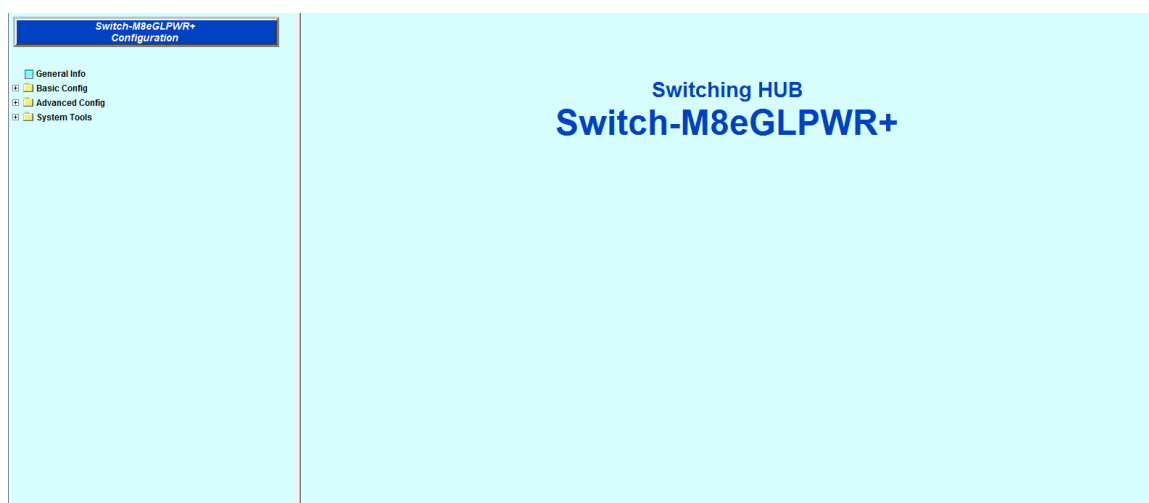 Switch-M8eGLPWR+
Configuration
General Info
Basic Config
Advanced Config
System Tools
Switching HUB
Switch-M8eGLPWR+